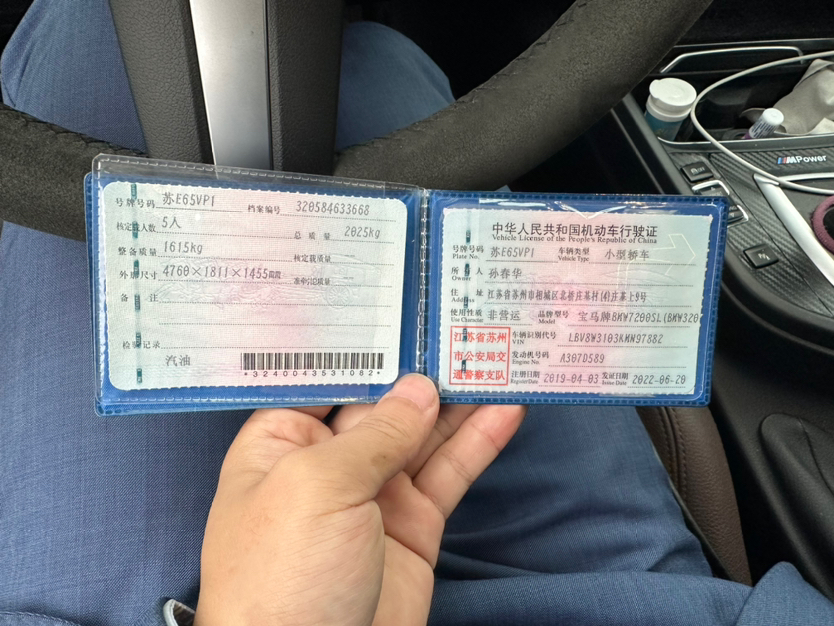 号牌号码 苏E65VP1 档案编号 320584633668
核定载人数 5人 总质量 2025kg
整备质量 1615kg 核定载质量 --
外廓尺寸 4760×1811×1455mm 准牵引总质量 --
备注
检验记录
汽油
*3240043531082*
中华人民共和国机动车行驶证
Vehicle License of the People's Republic of China
号牌号码 苏E65VP1 车辆类型 小型轿车
Plate No. Vehicle Type
所有人 孙春华
Owner
住址 江苏省苏州市相城区北桥庄基村(4)庄基上9号
Address
使用性质 非营运 品牌型号 宝马牌BMW7200SL(BMW320
Use Character Model
江苏省苏州
市公安局交
通警察支队
车辆识别代号 LBV8W3103KMN97882
VIN
发动机号码 A307D589
Engine No.
注册日期 2019-04-03 发证日期 2022-06-20
Register Date Issue Date
M Power